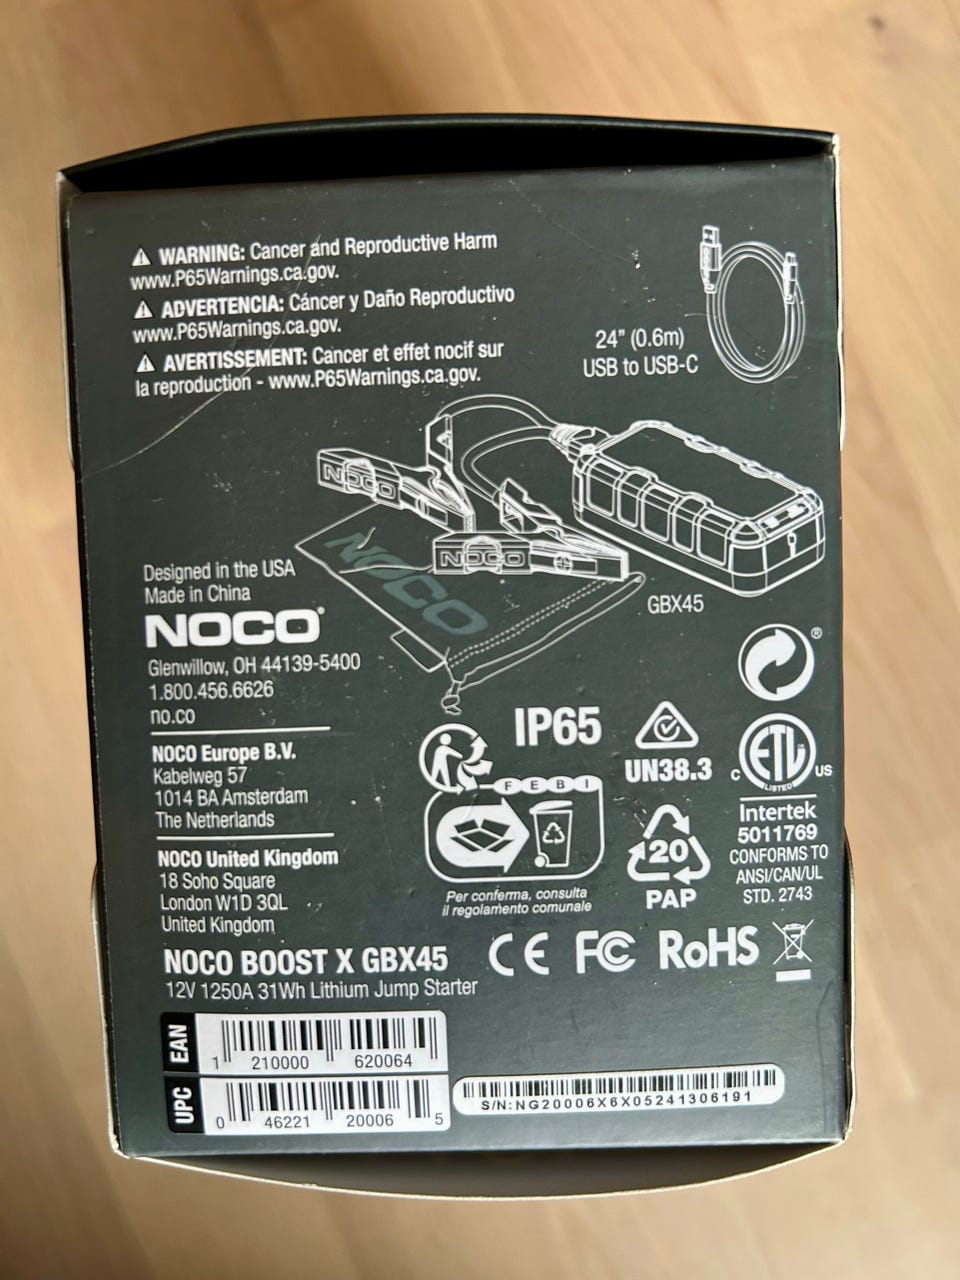 ⚠ WARNING: Cancer and Reproductive Harm
www.P65Warnings.ca.gov.
⚠ ADVERTENCIA: Cáncer y Daño Reproductivo
www.P65Warnings.ca.gov.
⚠ AVERTISSEMENT: Cancer et effet nocif sur
la reproduction - www.P65Warnings.ca.gov.
24” (0.6m)
USB to USB-C
NOCO
NOCO
NOCO
GBX45
Designed in the USA
Made in China
NOCO®
Glenwillow, OH 44139-5400
1.800.456.6626
no.co
NOCO Europe B.V.
Kabelweg 57
1014 BA Amsterdam
The Netherlands
NOCO United Kingdom
18 Soho Square
London W1D 3QL
United Kingdom
IP65
UN38.3
®
FEBI
Per conferma, consulta
il regolamento comunale
20
PAP
C ETL US
LISTED
Intertek
5011769
CONFORMS TO
ANSI/CAN/UL
STD. 2743
NOCO BOOST X GBX45
12V 1250A 31Wh Lithium Jump Starter
CE FC RoHS
EAN
1 210000 620064
UPC
0 46221 20006 5
S/N:NG20006X6X05241306191